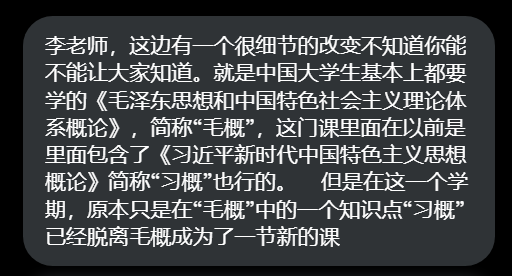 李老师，这边有一个很细节的改变不知道你能
不能让大家知道。就是中国大学生基本上都要
学的《毛泽东思想和中国特色社会主义理论体
系概论》，简称“毛概”，这门课里面在以前是
里面包含了《习近平新时代中国特色主义思想
概论》简称“习概”也行的。 但是在这一个学
期，原本只是在“毛概”中的一个知识点“习概”
已经脱离毛概成为了一节新的课